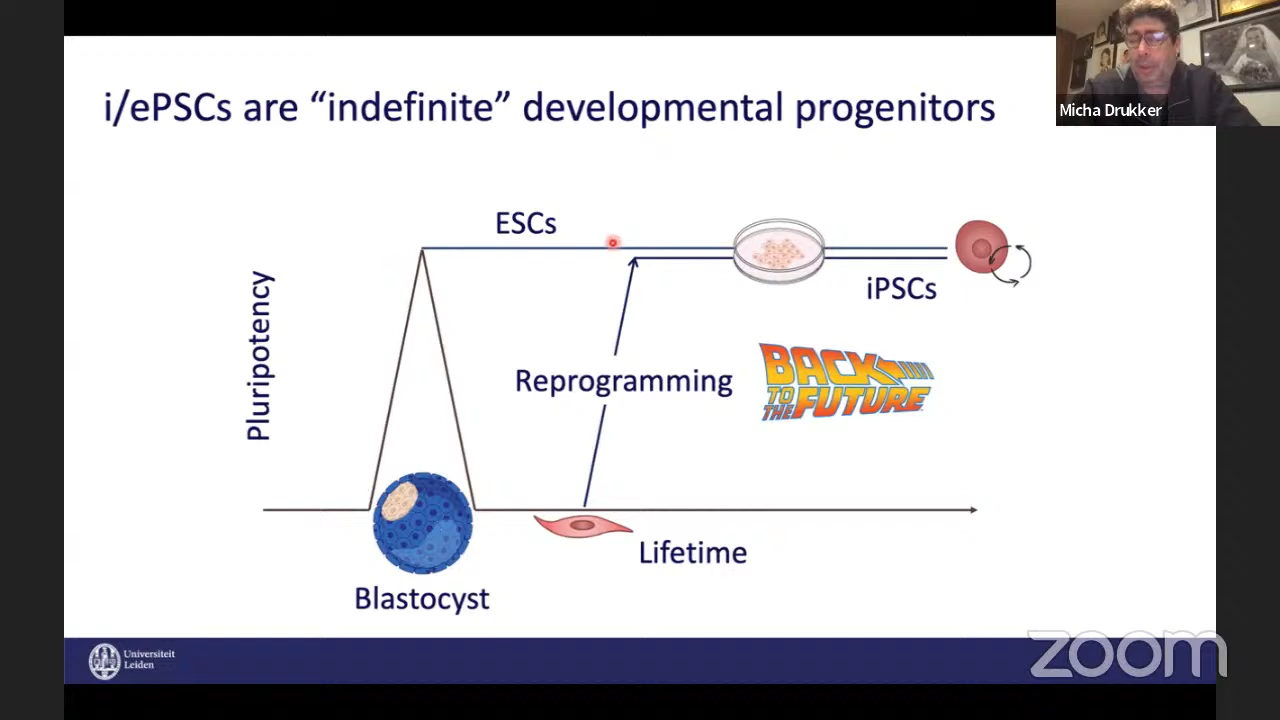 i/ePSCs are “indefinite” developmental progenitors
Micha Drukker
ESCs
iPSCs
Pluripotency
Reprogramming
BACK
TO
THE FUTURE
Lifetime
Blastocyst
Universiteit
Leiden
zoom